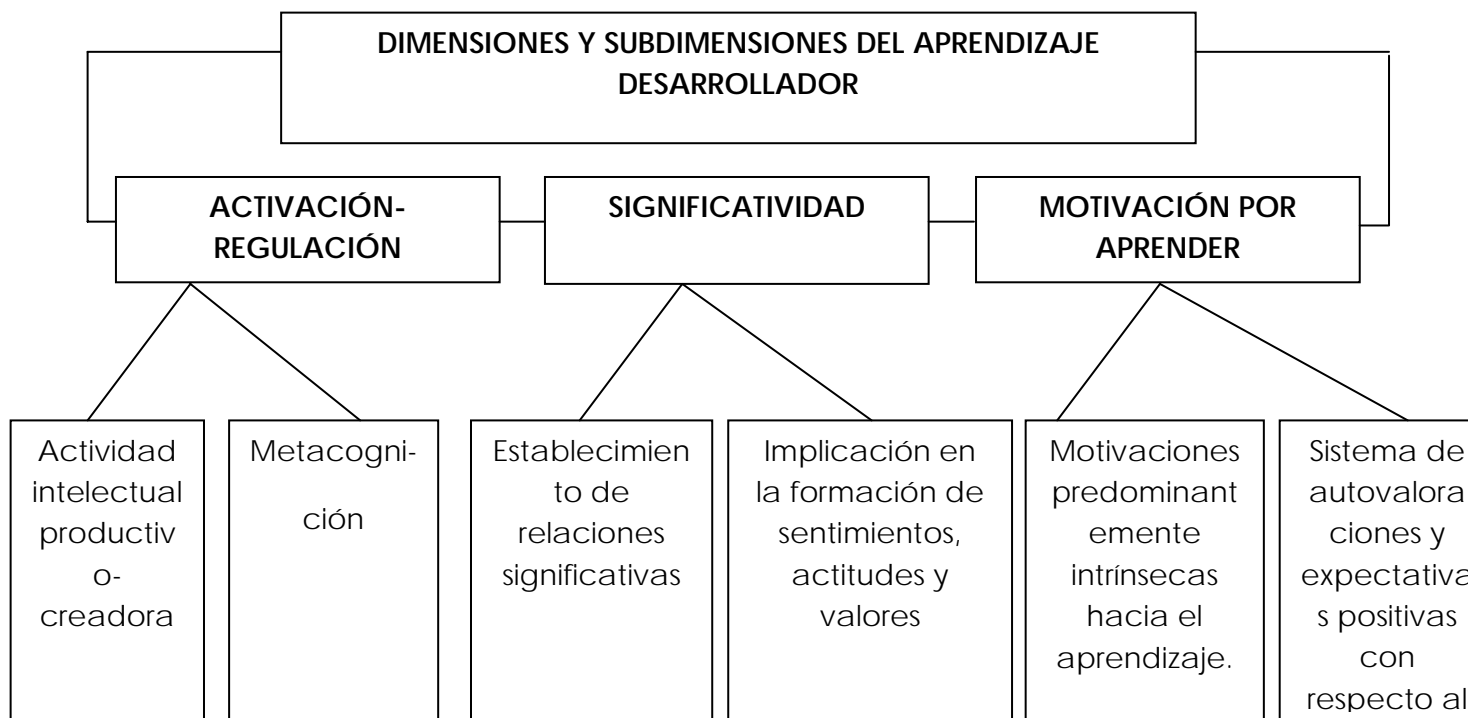 DIMENSIONES Y SUBDIMENSIONES DEL APRENDIZAJE
DESARROLLADOR
ACTIVACIÓN-
REGULACIÓN
SIGNIFICATIVIDAD
MOTIVACIÓN POR
APRENDER
Actividad
intelectual
productiv
o-
creadora
Metacogni-
ción
Establecimien
to de
relaciones
significativas
Implicación en
la formación de
sentimientos,
actitudes y
valores
Motivaciones
predominant
emente
intrínsecas
hacia el
aprendizaje.
Sistema de
autovalora
ciones y
expectativa
s positivas
con
respecto al